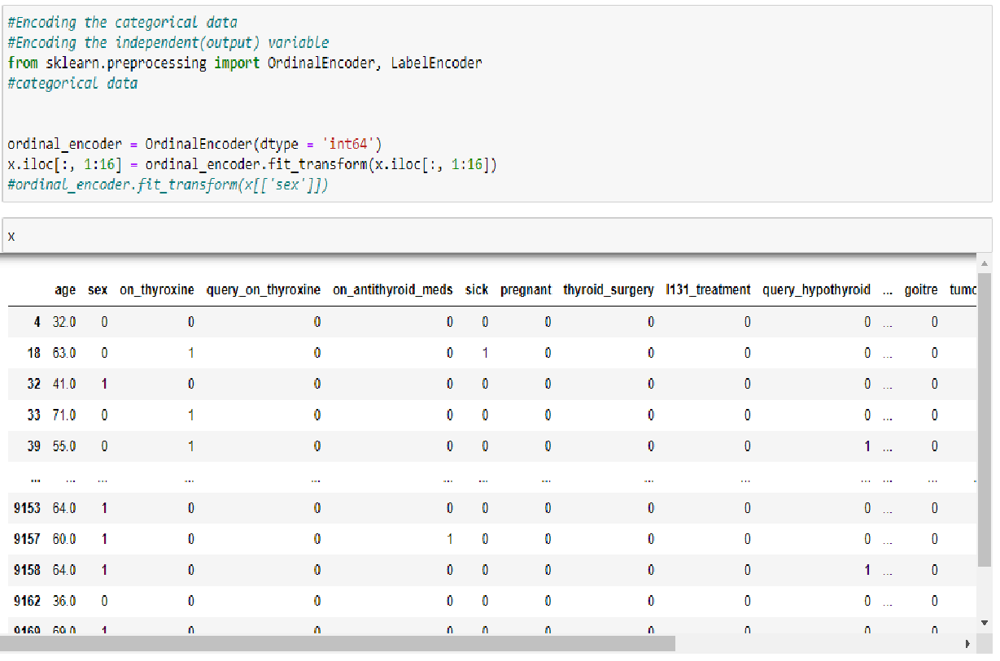 #Encoding the categorical data
#Encoding the independent(output) variable
from sklearn.preprocessing import OrdinalEncoder, LabelEncoder
#categorical data
ordinal_encoder = OrdinalEncoder(dtype = 'int64')
x.iloc[:, 1:16] = ordinal_encoder.fit_transform(x.iloc[:, 1:16])
#ordinal_encoder.fit_transform(x[['sex']])
x
age sex on_thyroxine query_on_thyroxine on_antithyroid_meds sick pregnant thyroid_surgery I131_treatment query_hypothyroid ... goitre tumo
4 32.0 0 0 0 0 0 0 0 0 0 ... 0
18 63.0 0 1 0 0 1 0 0 0 0 ... 0
32 41.0 1 0 0 0 0 0 0 0 0 ... 0
33 71.0 0 1 0 0 0 0 0 0 0 ... 0
39 55.0 0 1 0 0 0 0 0 0 1 ... 0
... ... ... ... ... ... ... ... ... ... ... ... ...
9153 64.0 1 0 0 0 0 0 0 0 0 ... 0
9157 60.0 1 0 0 1 0 0 0 0 0 ... 0
9158 64.0 1 0 0 0 0 0 0 0 1 ... 0
9162 36.0 0 0 0 0 0 0 0 0 0 ... 0
9169 69.0 1 0 0 0 0 0 0 0 0 0